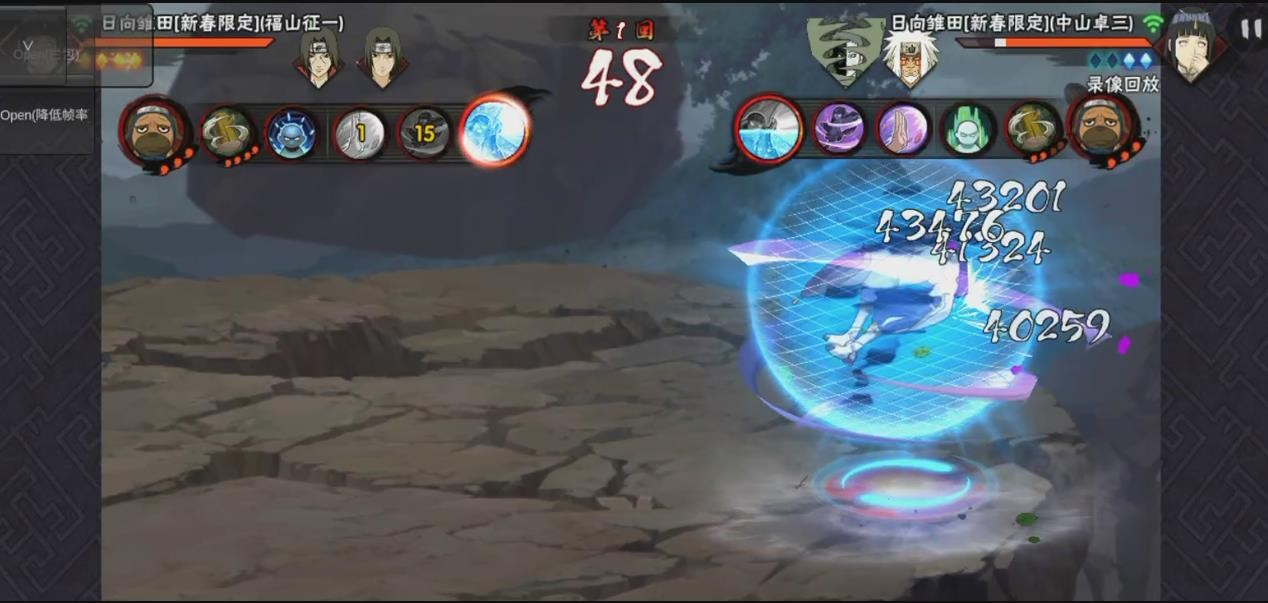 日向雏田[新春限定](福山征一)
第1回
日向雏田[新春限定](中山卓三)
48
录像回放
Open(降低帧率
1
15
43201
43476
41324
40259